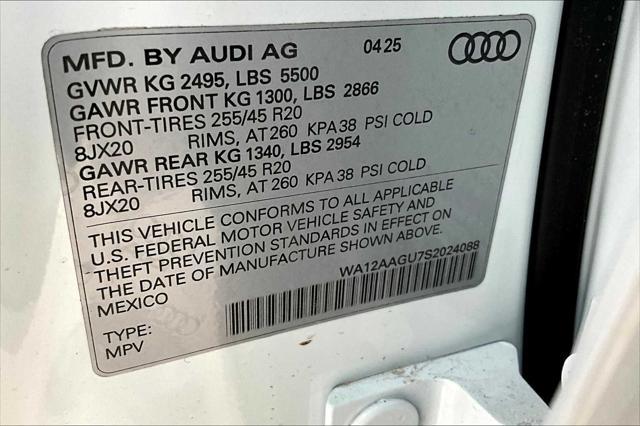 MFD. BY AUDI AG 04 25
GVWR KG 2495, LBS 5500
GAWR FRONT KG 1300, LBS 2866
FRONT-TIRES 255/45 R20
8JX20 RIMS, AT 260 KPA 38 PSI COLD
GAWR REAR KG 1340, LBS 2954
REAR-TIRES 255/45 R20
8JX20 RIMS, AT 260 KPA 38 PSI COLD
THIS VEHICLE CONFORMS TO ALL APPLICABLE
U.S. FEDERAL MOTOR VEHICLE SAFETY AND
THEFT PREVENTION STANDARDS IN EFFECT ON
THE DATE OF MANUFACTURE SHOWN ABOVE.
MEXICO WA12AAGU7S2024088
TYPE:
MPV